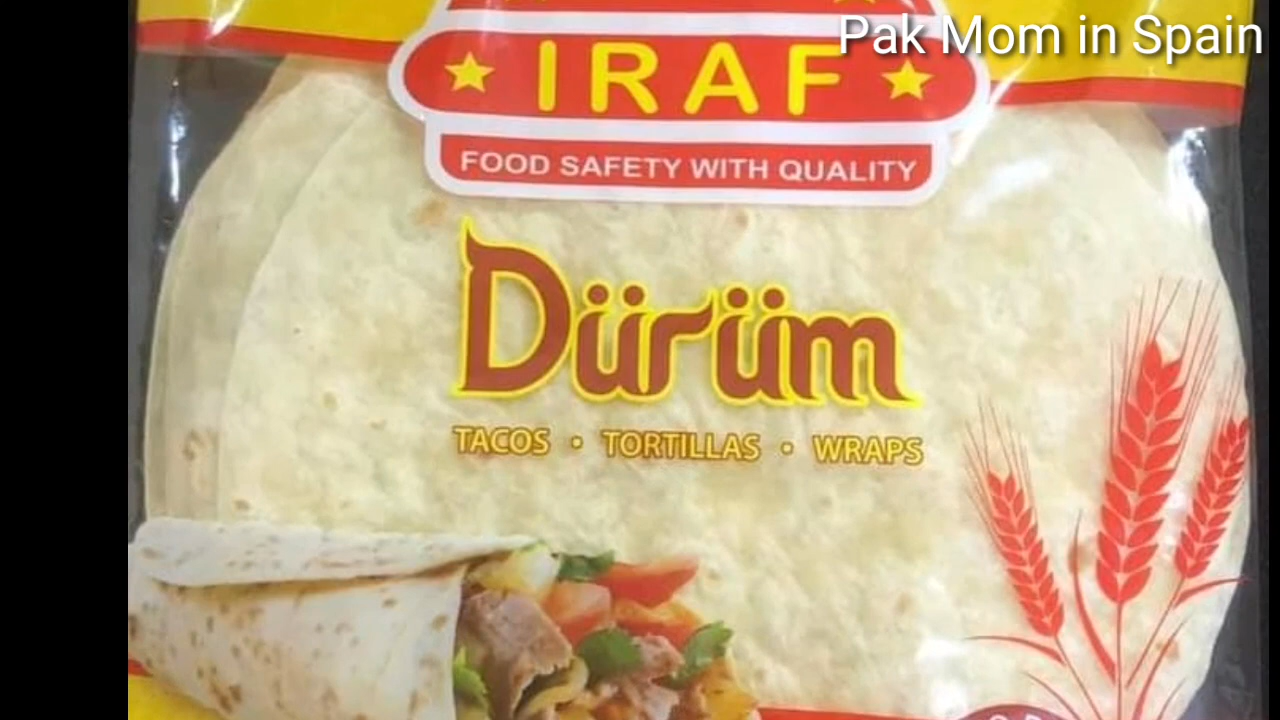 Pak Mom in Spain
IRAF
FOOD SAFETY WITH QUALITY
Dürüm
TACOS • TORTILLAS • WRAPS